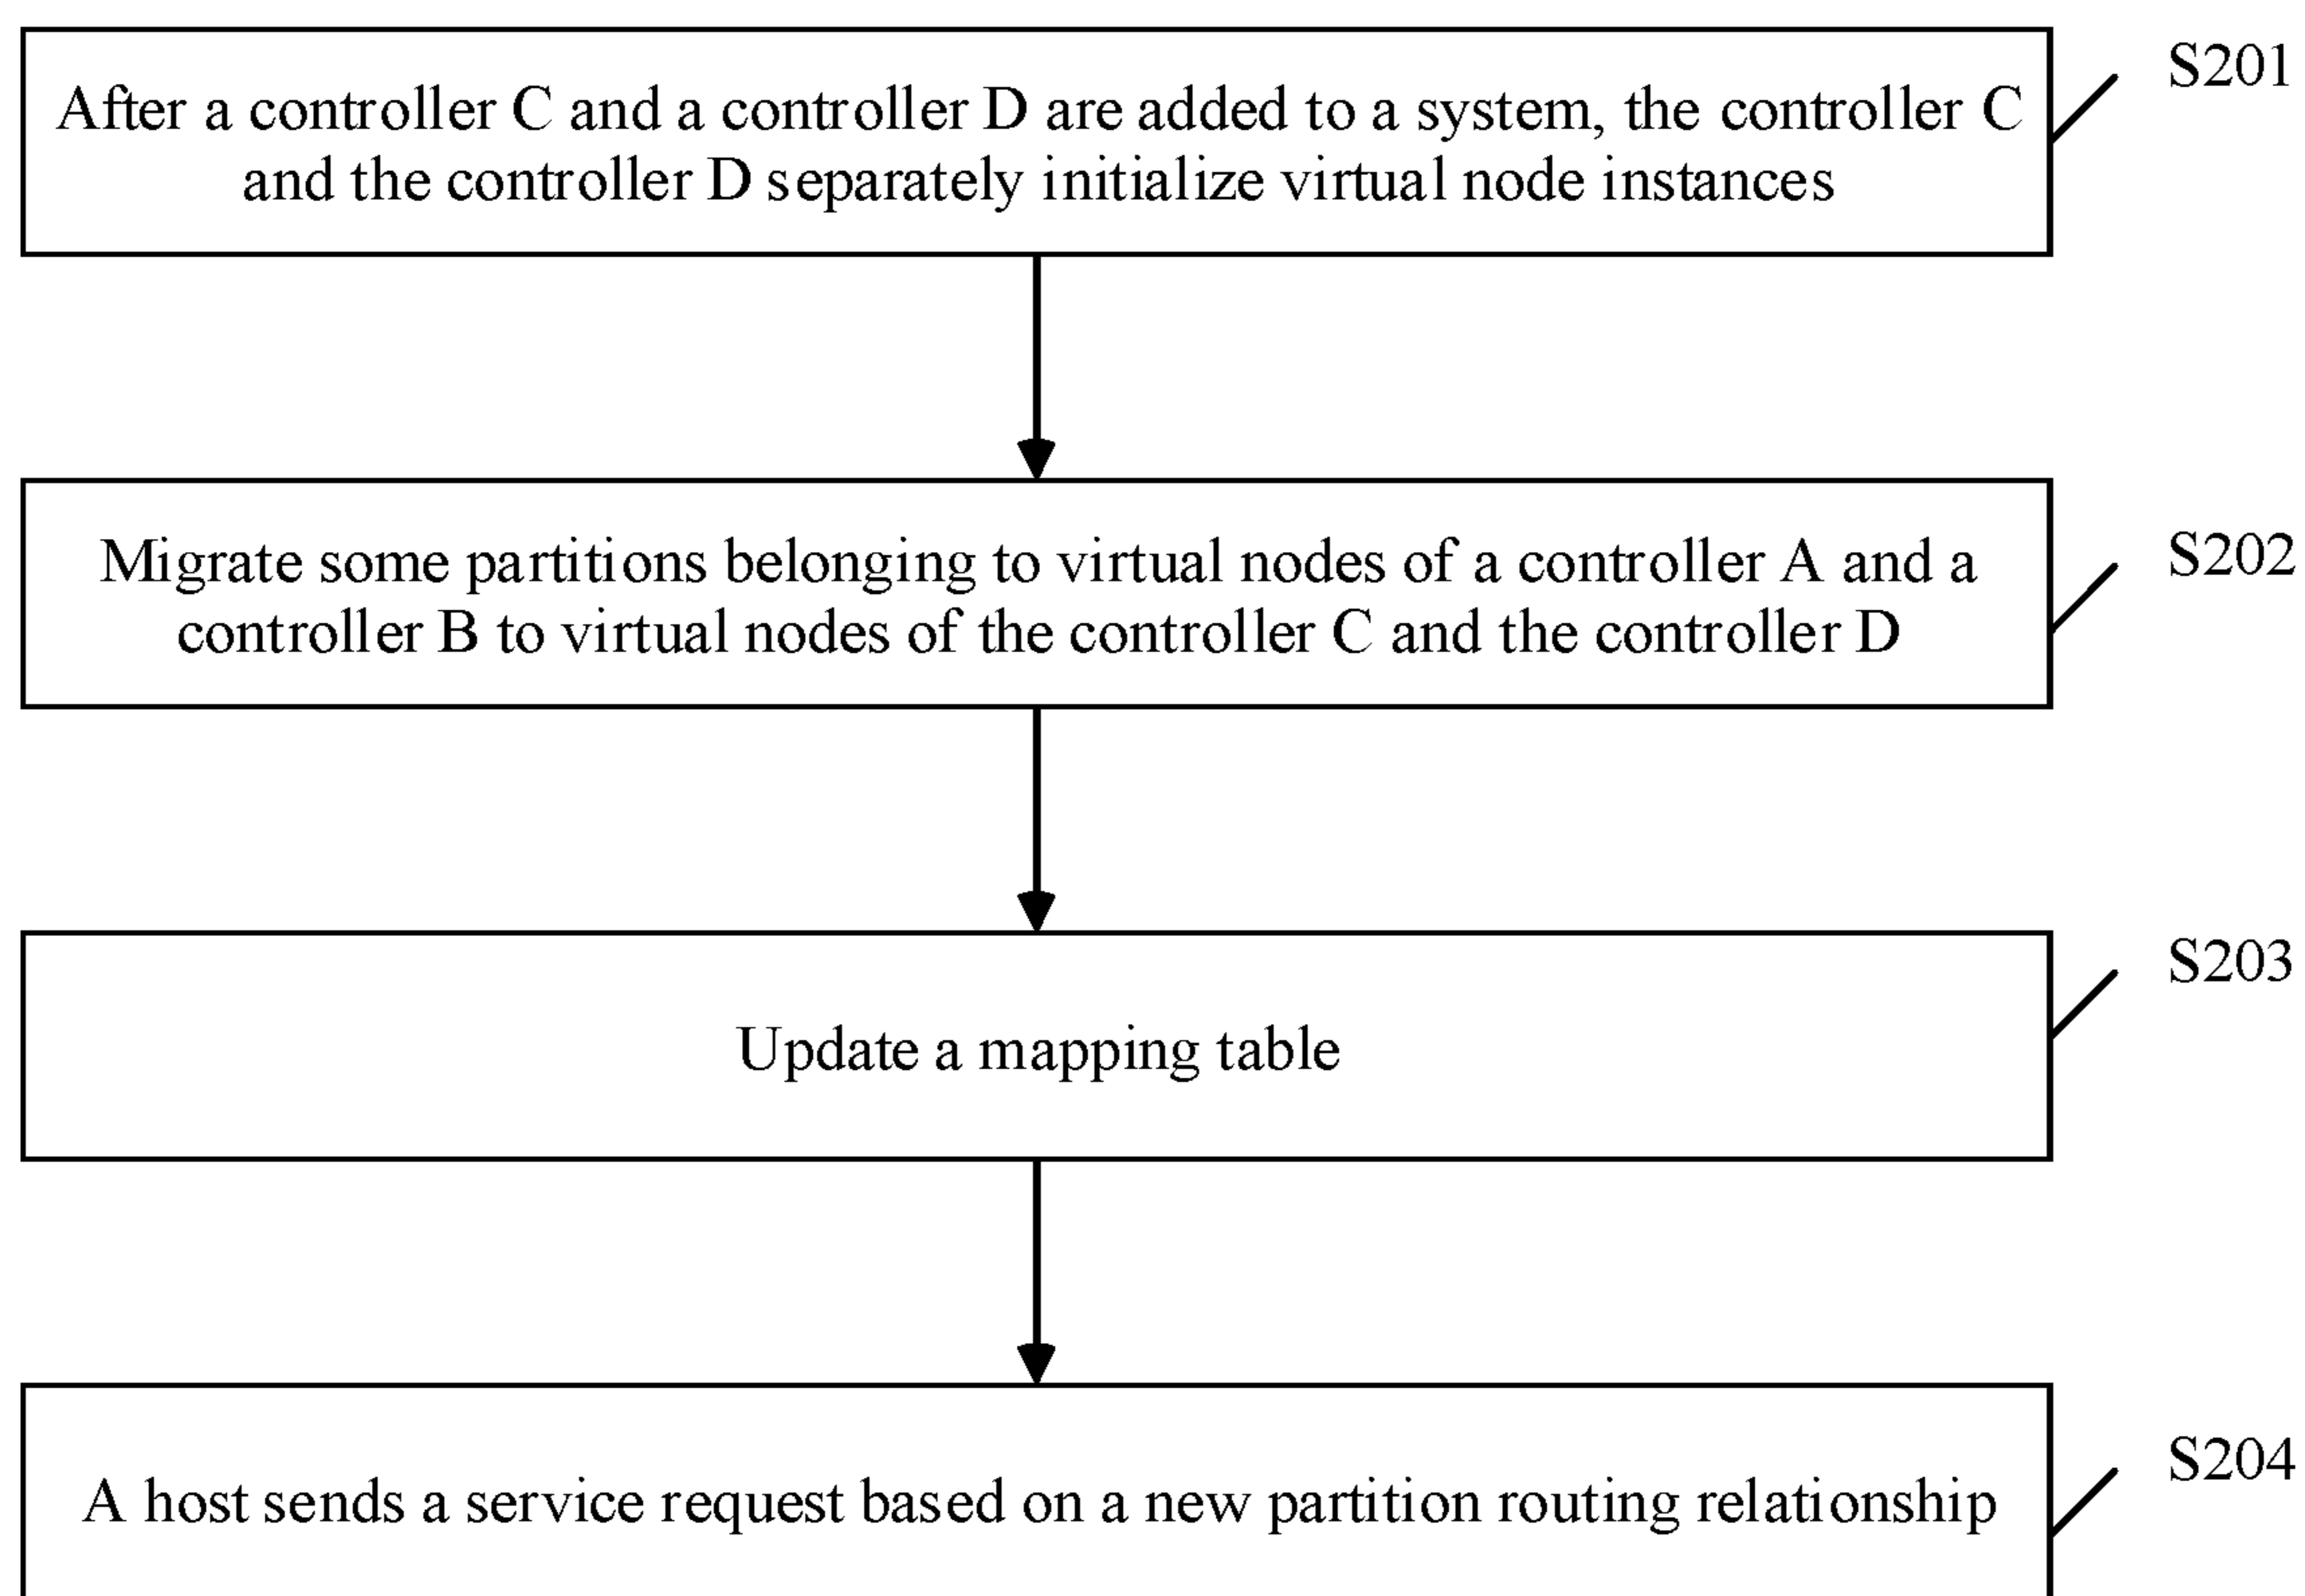 After a controller C and a controller D are added to a system, the controller C
and the controller D separately initialize virtual node instances
S201
Migrate some partitions belonging to virtual nodes of a controller A and a
controller B to virtual nodes of the controller C and the controller D
S202
Update a mapping table
S203
A host sends a service request based on a new partition routing relationship
S204